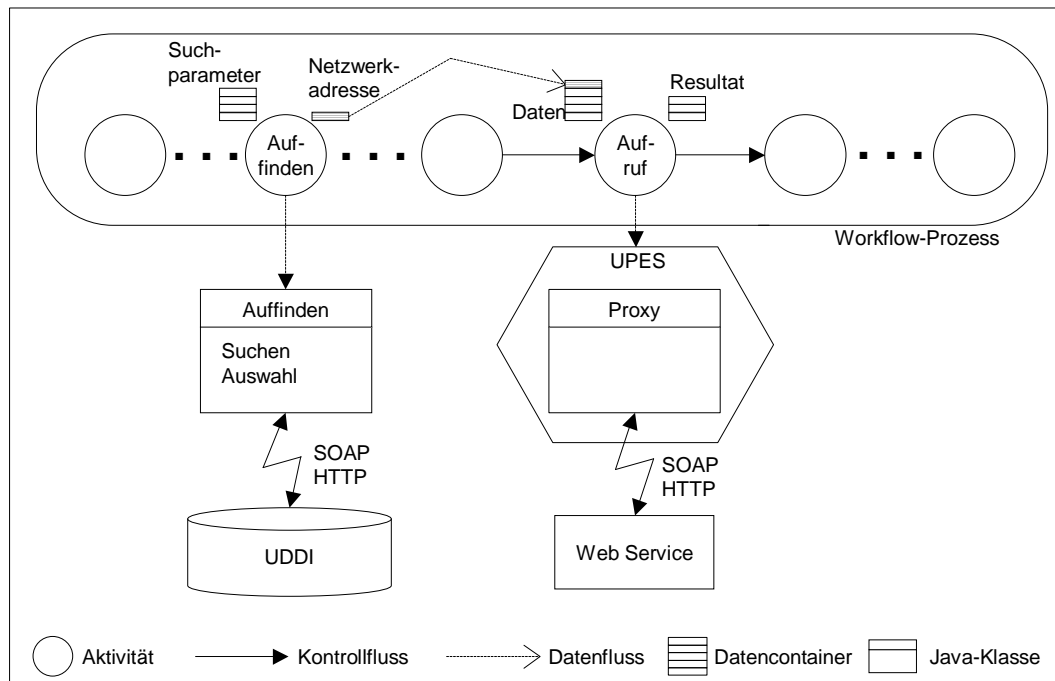 Such-
parameter
Netzwerk-
adresse
Daten
Resultat
Auf-
finden
Auf-
ruf
Workflow-Prozess
UPES
Auffinden
Suchen
Auswahl
Proxy
SOAP
HTTP
SOAP
HTTP
UDDI
Web Service
Aktivität
Kontrollfluss
Datenfluss
Datencontainer
Java-Klasse